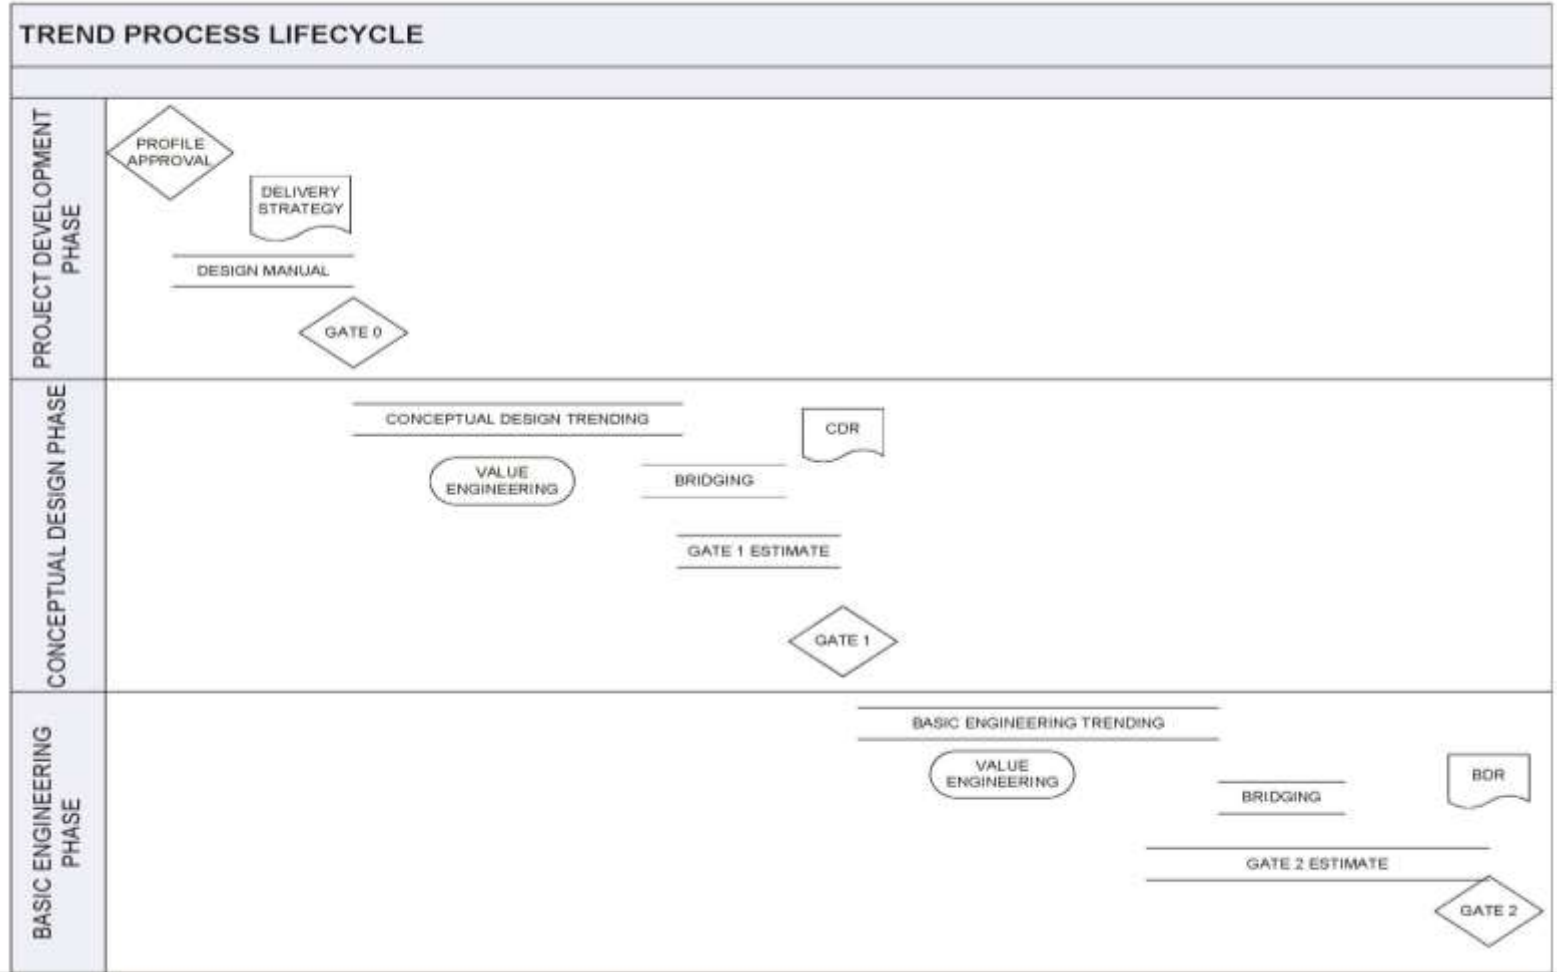 TREND PROCESS LIFECYCLE
PROJECT DEVELOPMENT
PHASE
PROFILE
APPROVAL
DELIVERY
STRATEGY
DESIGN MANUAL
GATE 0
CONCEPTUAL DESIGN PHASE
CONCEPTUAL DESIGN TRENDING
CDR
VALUE
ENGINEERING
BRIDGING
GATE 1 ESTIMATE
GATE 1
BASIC ENGINEERING
PHASE
BASIC ENGINEERING TRENDING
VALUE
ENGINEERING
BDR
BRIDGING
GATE 2 ESTIMATE
GATE 2